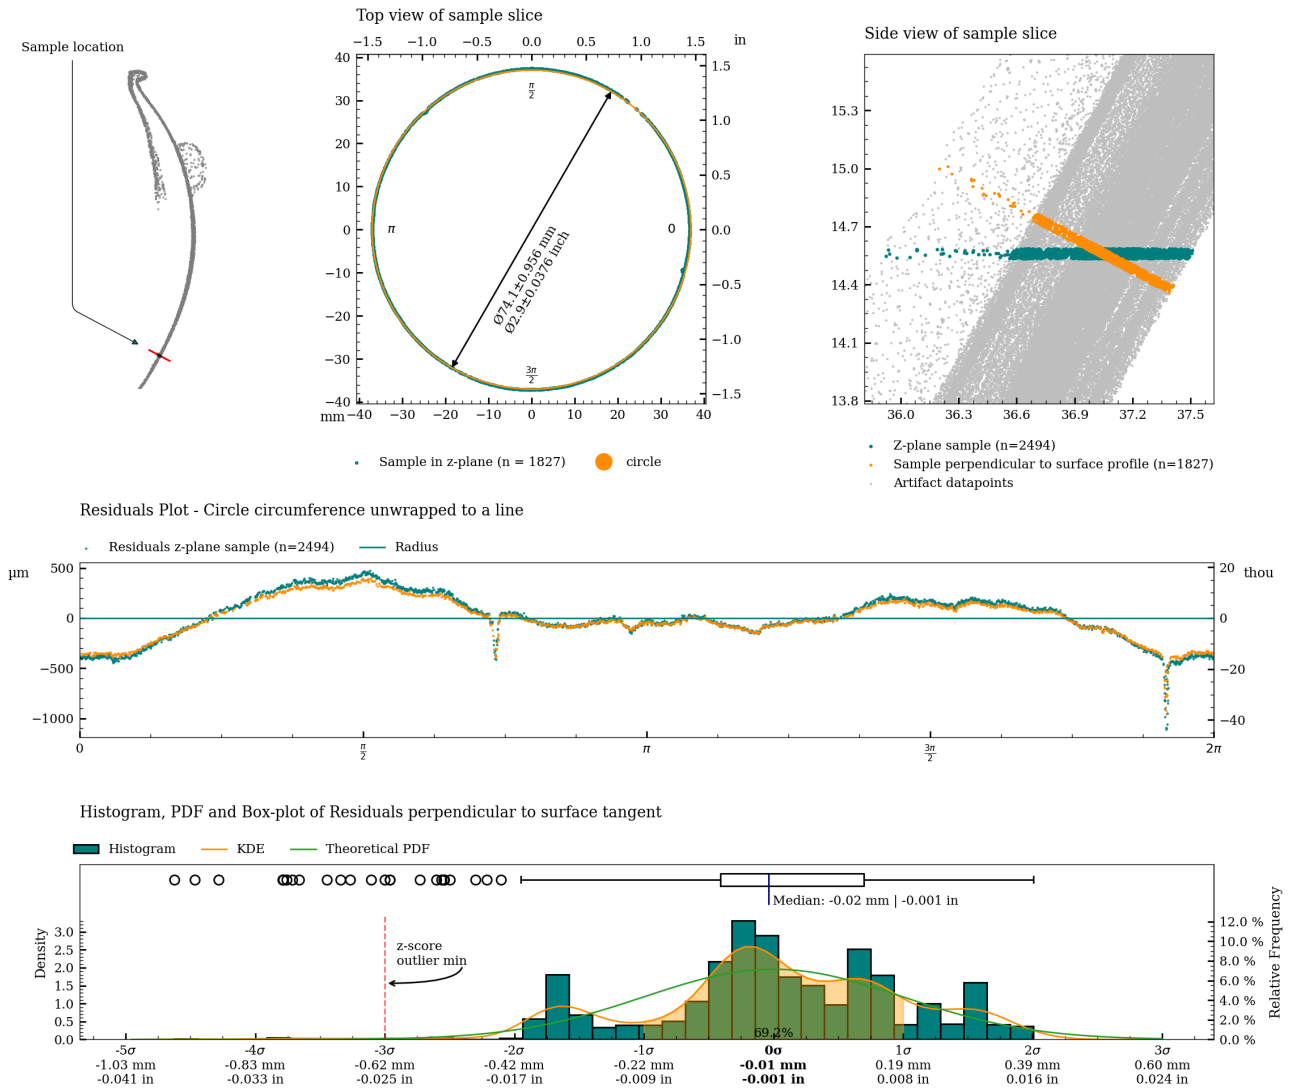 Top view of sample slice
Side view of sample slice
Sample location
−1.5 −1.0 −0.5 0.0 0.5 1.0 1.5 in
40
30
20
10
0
−10
−20
−30
−40
mm
−40 −30 −20 −10 0 10 20 30 40
1.5
1.0
0.5
0.0
−0.5
−1.0
−1.5
π/2
π
0
3π/2
Ø74.1±0.956 mm
Ø2.9±0.0376 inch
Sample in z-plane (n = 1827)
circle
15.3
15.0
14.7
14.4
14.1
13.8
36.0 36.3 36.6 36.9 37.2 37.5
Z-plane sample (n=2494)
Sample perpendicular to surface profile (n=1827)
Artifact datapoints
Residuals Plot - Circle circumference unwrapped to a line
Residuals z-plane sample (n=2494)
Radius
µm
500
0
−500
−1000
20
0
−20
−40
thou
0 π/2 π 3π/2 2π
Histogram, PDF and Box-plot of Residuals perpendicular to surface tangent
Histogram
KDE
Theoretical PDF
Median: -0.02 mm | -0.001 in
z-score
outlier min
Density
3.0
2.5
2.0
1.5
1.0
0.5
0.0
12.0 %
10.0 %
8.0 %
6.0 %
4.0 %
2.0 %
0.0 %
Relative Frequency
69.2%
-5σ -4σ -3σ -2σ -1σ 0σ 1σ 2σ 3σ
-1.03 mm -0.83 mm -0.62 mm -0.42 mm -0.22 mm -0.01 mm 0.19 mm 0.39 mm 0.60 mm
-0.041 in -0.033 in -0.025 in -0.017 in -0.009 in -0.001 in 0.008 in 0.016 in 0.024 in